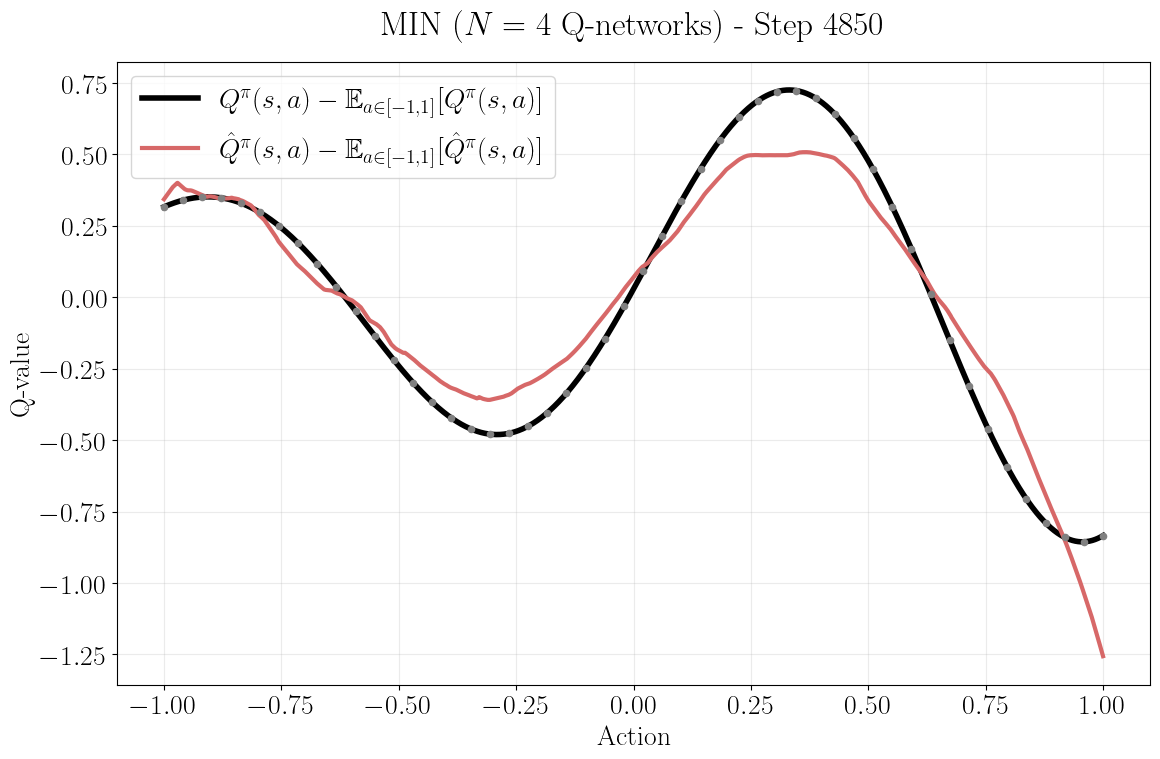 MIN (N = 4 Q-networks) - Step 4850
Q^π(s, a) − 𝔼_{a∈[−1,1]}[Q^π(s, a)]
Q̂^π(s, a) − 𝔼_{a∈[−1,1]}[Q̂^π(s, a)]
Q-value
0.75
0.50
0.25
0.00
−0.25
−0.50
−0.75
−1.00
−1.25
−1.00 −0.75 −0.50 −0.25 0.00 0.25 0.50 0.75 1.00
Action